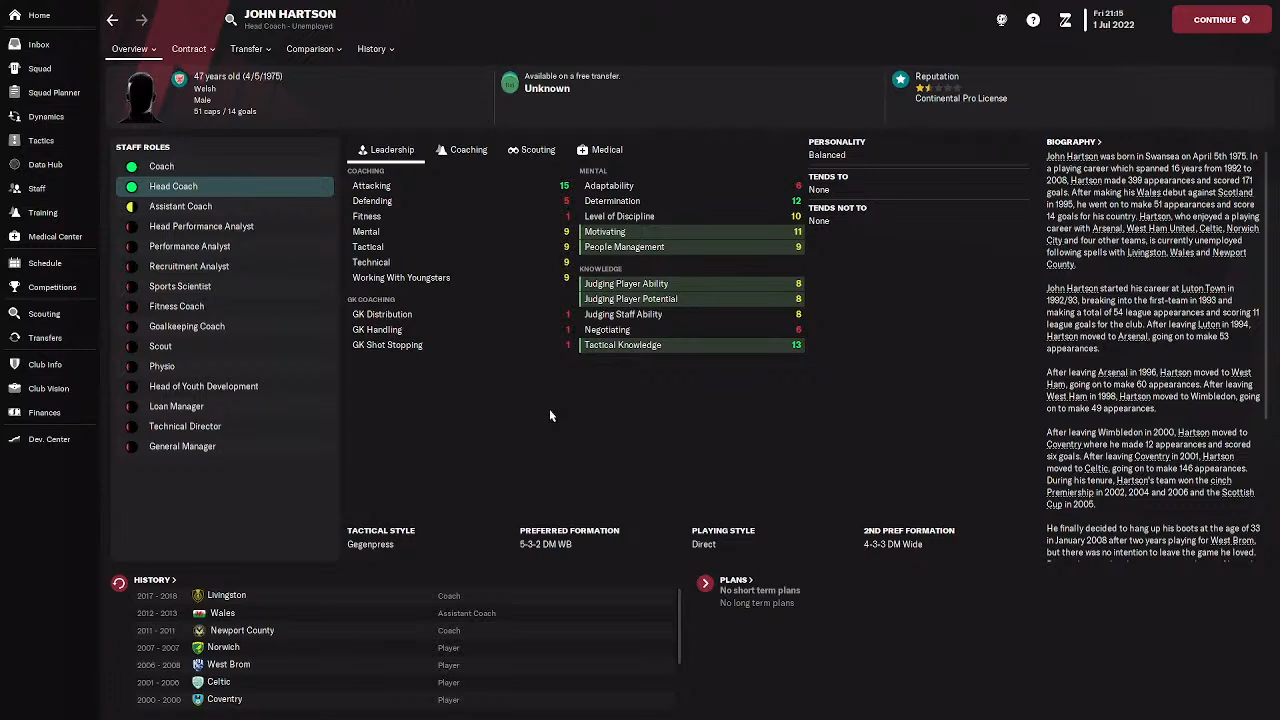 Home
JOHN HARTSON
Head Coach - Unemployed
Fri 21:15
1 Jul 2022
CONTINUE
Overview
Contract
Transfer
Comparison
History
Inbox
Squad
Squad Planner
Dynamics
Tactics
Data Hub
Staff
Training
Medical Center
Schedule
Competitions
Scouting
Transfers
Club Info
Club Vision
Finances
Dev. Center
47 years old (4/5/1975)
Welsh
Male
51 caps / 14 goals
Available on a free transfer.
Unknown
Reputation
Continental Pro License
STAFF ROLES
Coach
Head Coach
Assistant Coach
Head Performance Analyst
Performance Analyst
Recruitment Analyst
Sports Scientist
Fitness Coach
Goalkeeping Coach
Scout
Physio
Head of Youth Development
Loan Manager
Technical Director
General Manager
Leadership
Coaching
Scouting
Medical
COACHING
Attacking 15
Defending 5
Fitness 1
Mental 9
Tactical 9
Technical 9
Working With Youngsters 9
GK COACHING
GK Distribution 1
GK Handling 1
GK Shot Stopping 1
MENTAL
Adaptability 6
Determination 12
Level of Discipline 10
Motivating 11
People Management 9
KNOWLEDGE
Judging Player Ability 8
Judging Player Potential 8
Judging Staff Ability 8
Negotiating 6
Tactical Knowledge 13
PERSONALITY
Balanced
TENDS TO
None
TENDS NOT TO
None
BIOGRAPHY
John Hartson was born in Swansea on April 5th 1975. In
a playing career which spanned 16 years from 1992 to
2008, Hartson made 399 appearances and scored 171
goals. After making his Wales debut against Scotland
in 1995, he went on to make 51 appearances and score
14 goals for his country. Hartson, who enjoyed a playing
career with Arsenal, West Ham United, Celtic, Norwich
City and four other teams, is currently unemployed
following spells with Livingston, Wales and Newport
County.
John Hartson started his career at Luton Town in
1992/93, breaking into the first-team in 1993 and
making a total of 54 league appearances and scoring 11
league goals for the club. After leaving Luton in 1994,
Hartson moved to Arsenal, going on to make 53
appearances.
After leaving Arsenal in 1996, Hartson moved to West
Ham, going on to make 60 appearances. After leaving
West Ham in 1998, Hartson moved to Wimbledon, going
on to make 49 appearances.
After leaving Wimbledon in 2000, Hartson moved to
Coventry where he made 12 appearances and scored
six goals. After leaving Coventry in 2001, Hartson
moved to Celtic, going on to make 146 appearances.
During his tenure, Hartson's team won the cinch
Premiership in 2002, 2004 and 2006 and the Scottish
Cup in 2005.
He finally decided to hang up his boots at the age of 33
in January 2008 after two years playing for West Brom,
but there was no intention to leave the game he loved.
TACTICAL STYLE
Gegenpress
PREFERRED FORMATION
5-3-2 DM WB
PLAYING STYLE
Direct
2ND PREF FORMATION
4-3-3 DM Wide
HISTORY
2017 - 2018 Livingston Coach
2012 - 2013 Wales Assistant Coach
2011 - 2011 Newport County Coach
2007 - 2007 Norwich Player
2006 - 2008 West Brom Player
2001 - 2006 Celtic Player
2000 - 2000 Coventry Player
PLANS
No short term plans
No long term plans